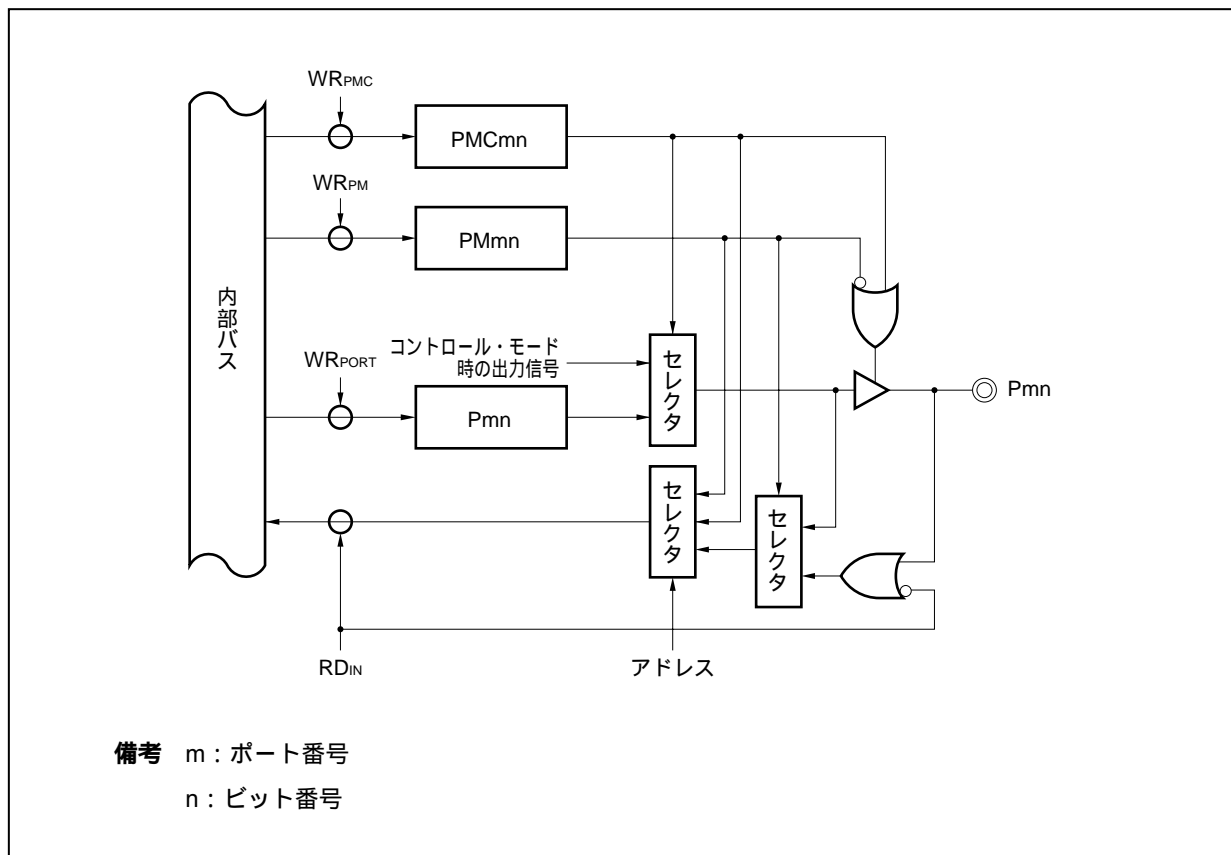 WRPMC
PMCmn
WRPM
PMmn
内部バス
コントロール・モード
時の出力信号
WRPORT
Pmn
セレクタ
Pmn
セレクタ
セレクタ
RDIN
アドレス
備考 m：ポート番号
n：ビット番号